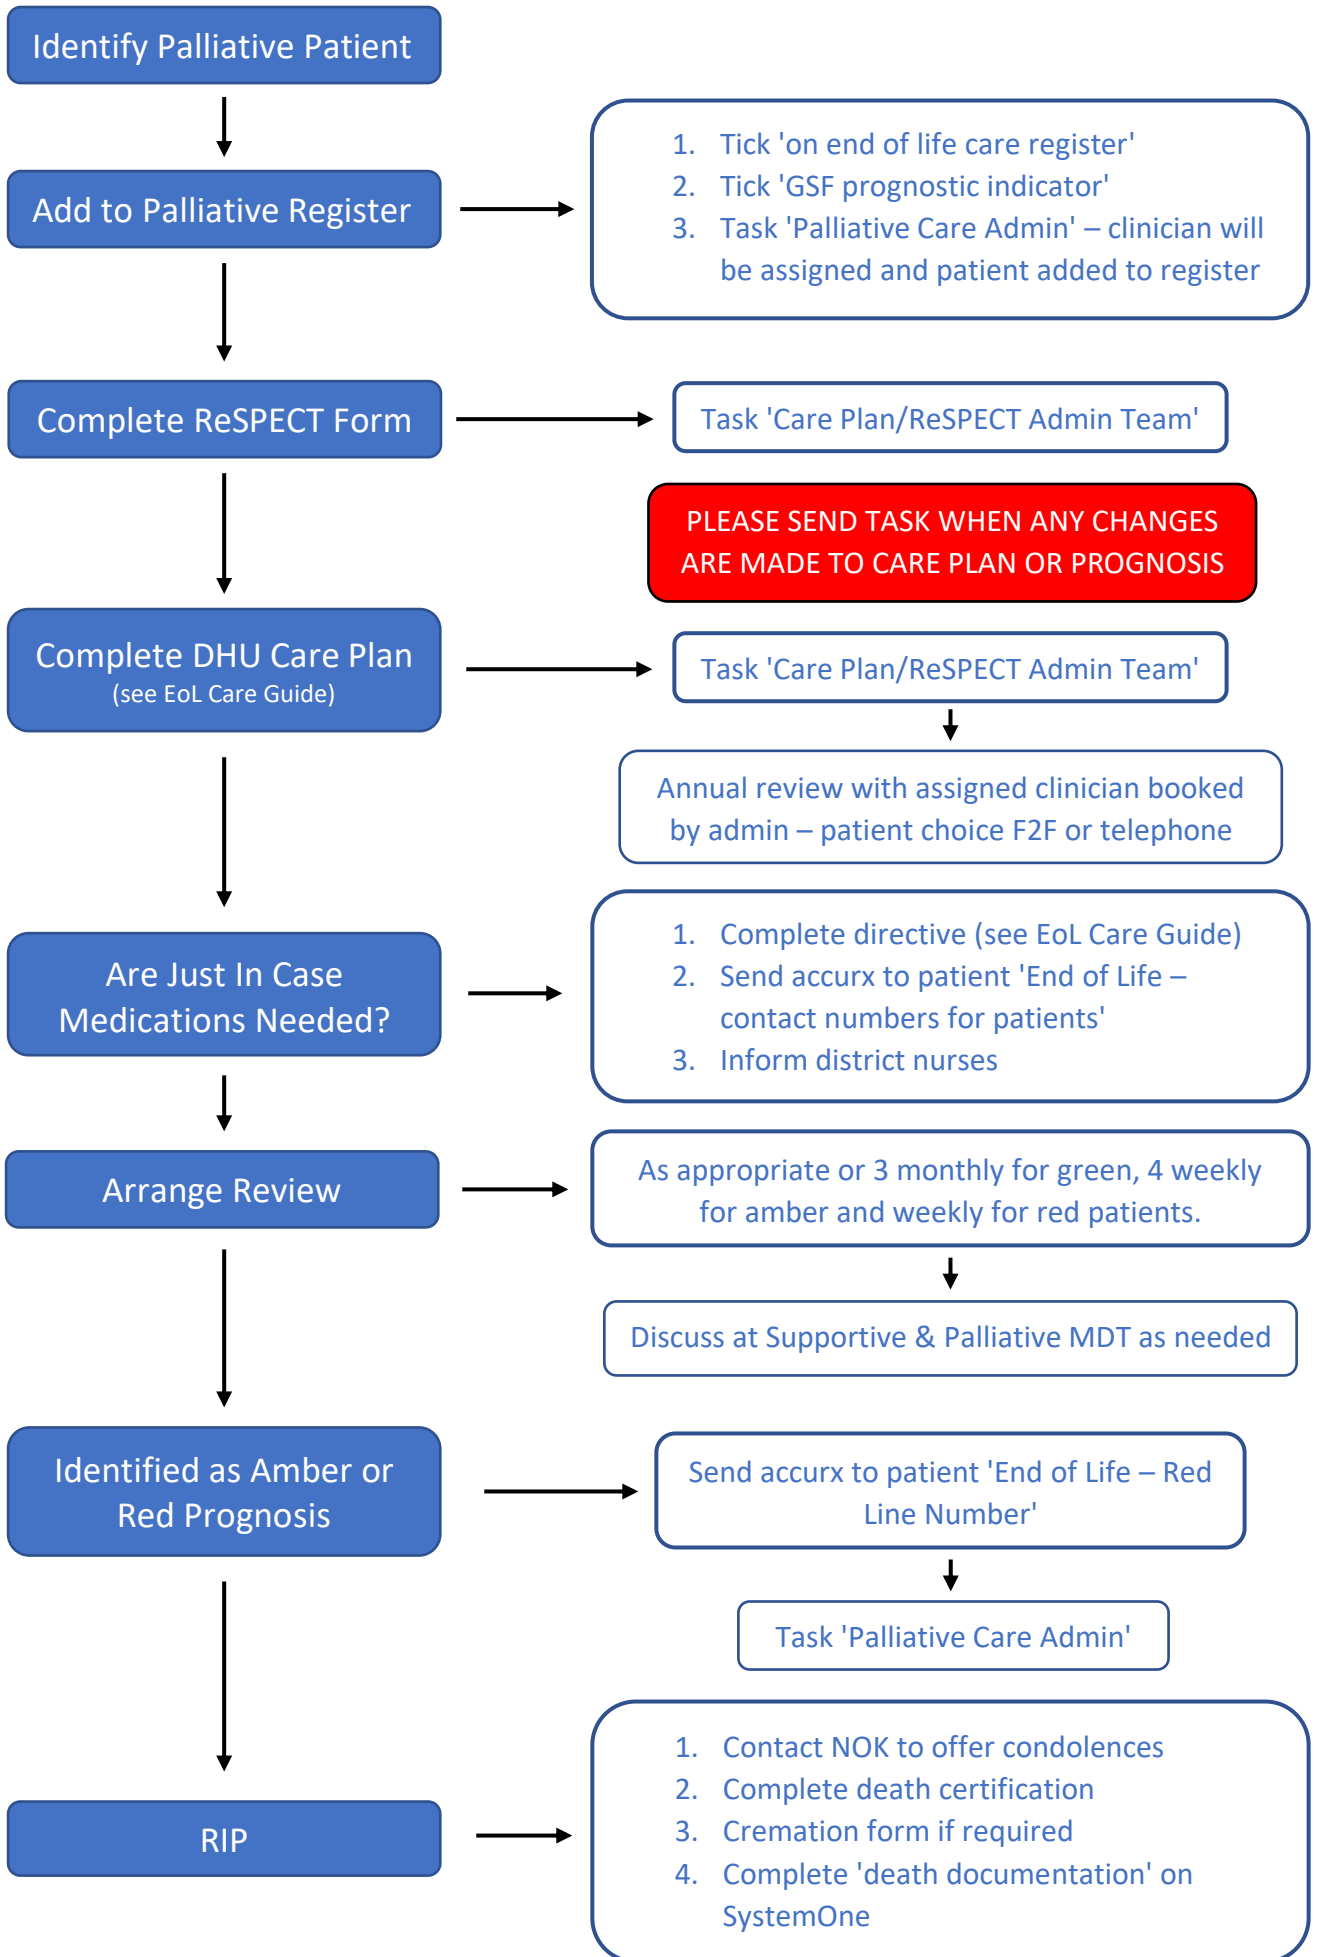 Identify Palliative Patient
Add to Palliative Register
1. Tick 'on end of life care register'
2. Tick 'GSF prognostic indicator'
3. Task 'Palliative Care Admin' – clinician will
be assigned and patient added to register
Complete ReSPECT Form
Task 'Care Plan/ReSPECT Admin Team'
PLEASE SEND TASK WHEN ANY CHANGES
ARE MADE TO CARE PLAN OR PROGNOSIS
Complete DHU Care Plan
(see EoL Care Guide)
Task 'Care Plan/ReSPECT Admin Team'
Annual review with assigned clinician booked
by admin – patient choice F2F or telephone
Are Just In Case
Medications Needed?
1. Complete directive (see EoL Care Guide)
2. Send accurx to patient 'End of Life –
contact numbers for patients'
3. Inform district nurses
Arrange Review
As appropriate or 3 monthly for green, 4 weekly
for amber and weekly for red patients.
Discuss at Supportive & Palliative MDT as needed
Identified as Amber or
Red Prognosis
Send accurx to patient 'End of Life – Red
Line Number'
Task 'Palliative Care Admin'
RIP
1. Contact NOK to offer condolences
2. Complete death certification
3. Cremation form if required
4. Complete 'death documentation' on
SystemOne